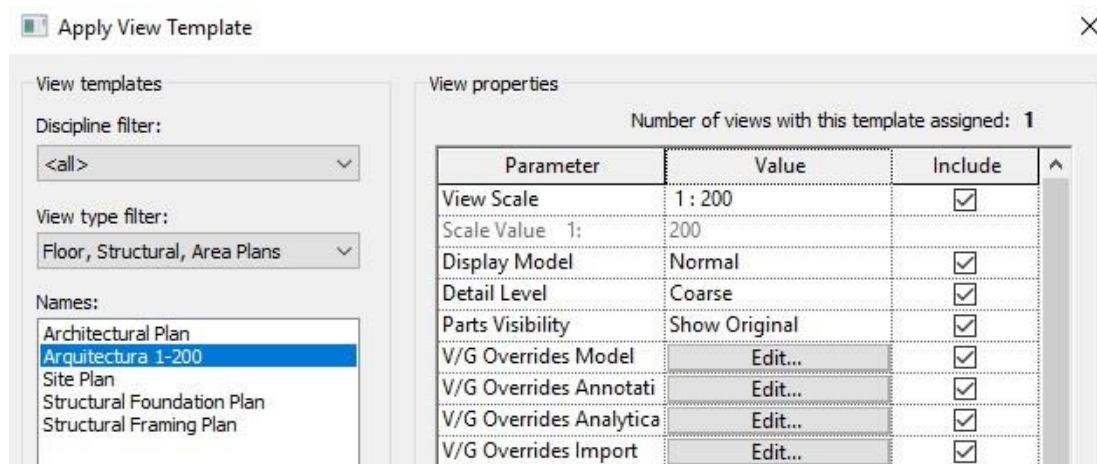 Apply View Template
View templates
Discipline filter:
<all>
View type filter:
Floor, Structural, Area Plans
Names:
Architectural Plan
Arquitectura 1-200
Site Plan
Structural Foundation Plan
Structural Framing Plan
View properties
Number of views with this template assigned: 1
Parameter Value Include
View Scale 1 : 200
Scale Value 1: 200
Display Model Normal
Detail Level Coarse
Parts Visibility Show Original
V/G Overrides Model Edit...
V/G Overrides Annotati Edit...
V/G Overrides Analytica Edit...
V/G Overrides Import Edit...